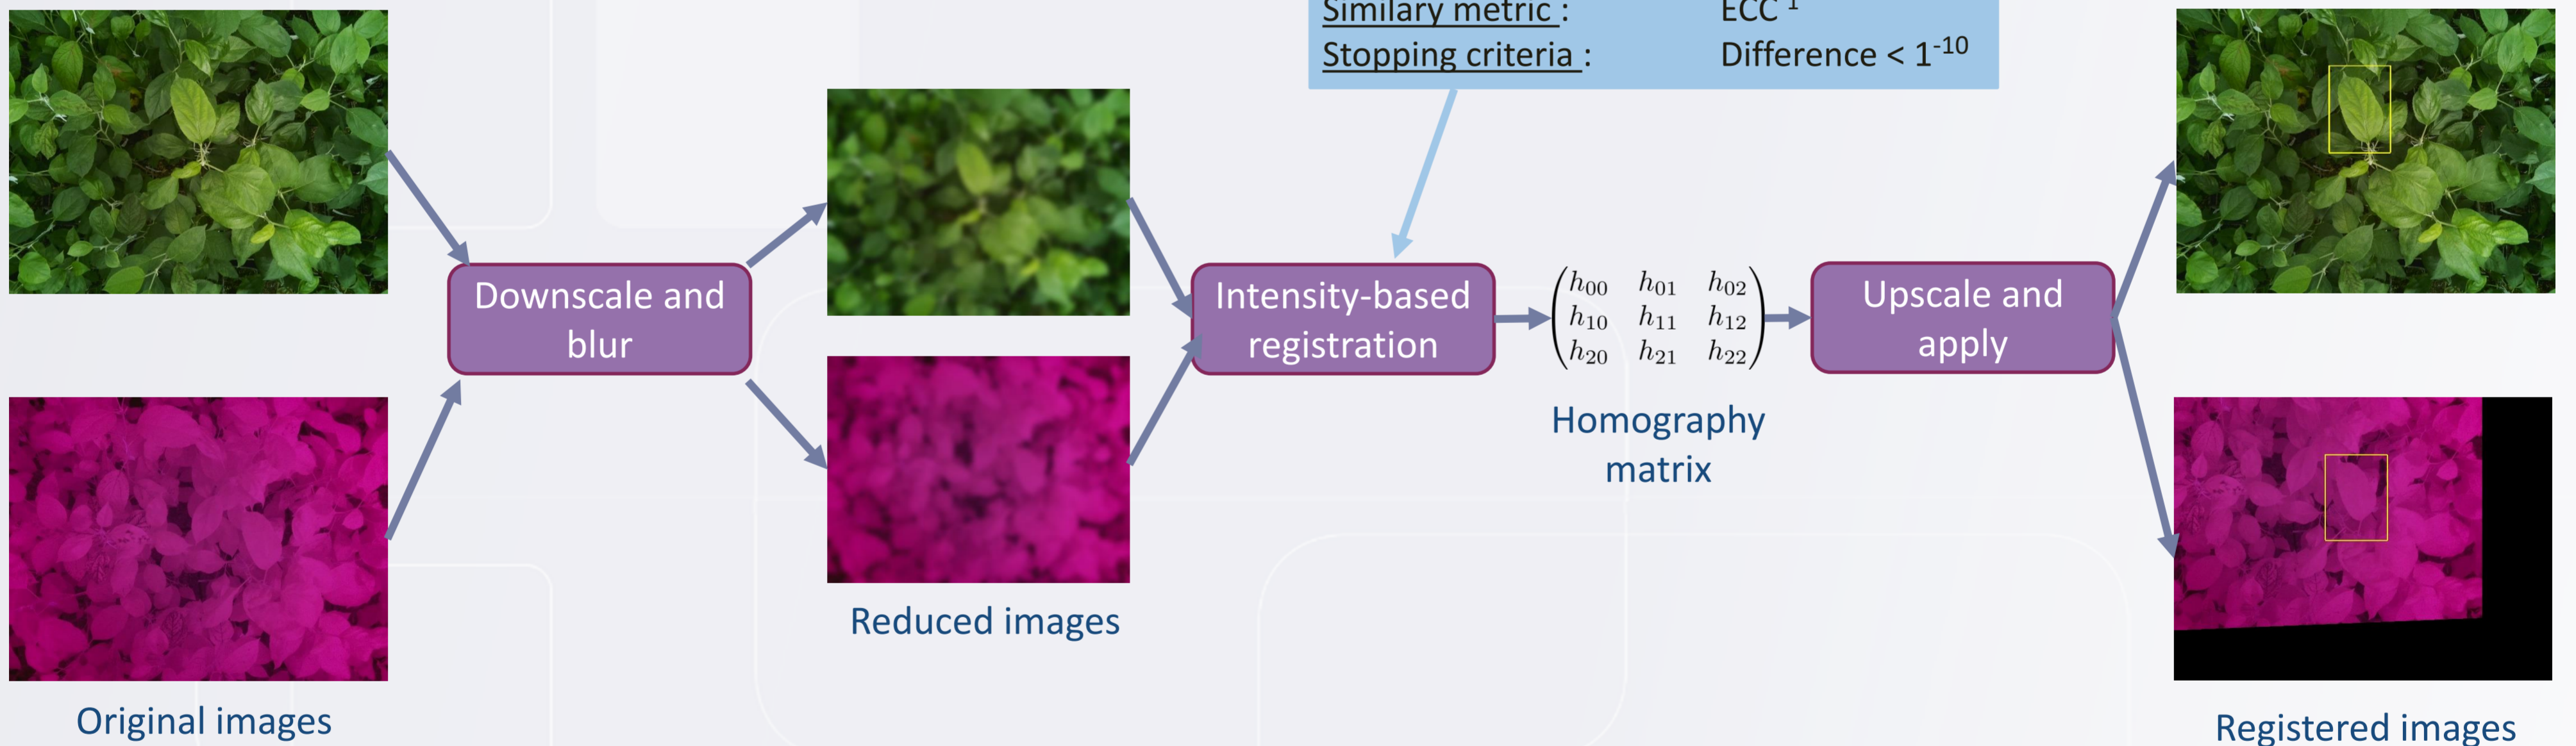 Similary metric : ECC ¹
Stopping criteria : Difference < 1⁻¹⁰
Downscale and
blur
Intensity-based
registration
h₀₀ h₀₁ h₀₂
h₁₀ h₁₁ h₁₂
h₂₀ h₂₁ h₂₂
Upscale and
apply
Homography
matrix
Reduced images
Original images
Registered images